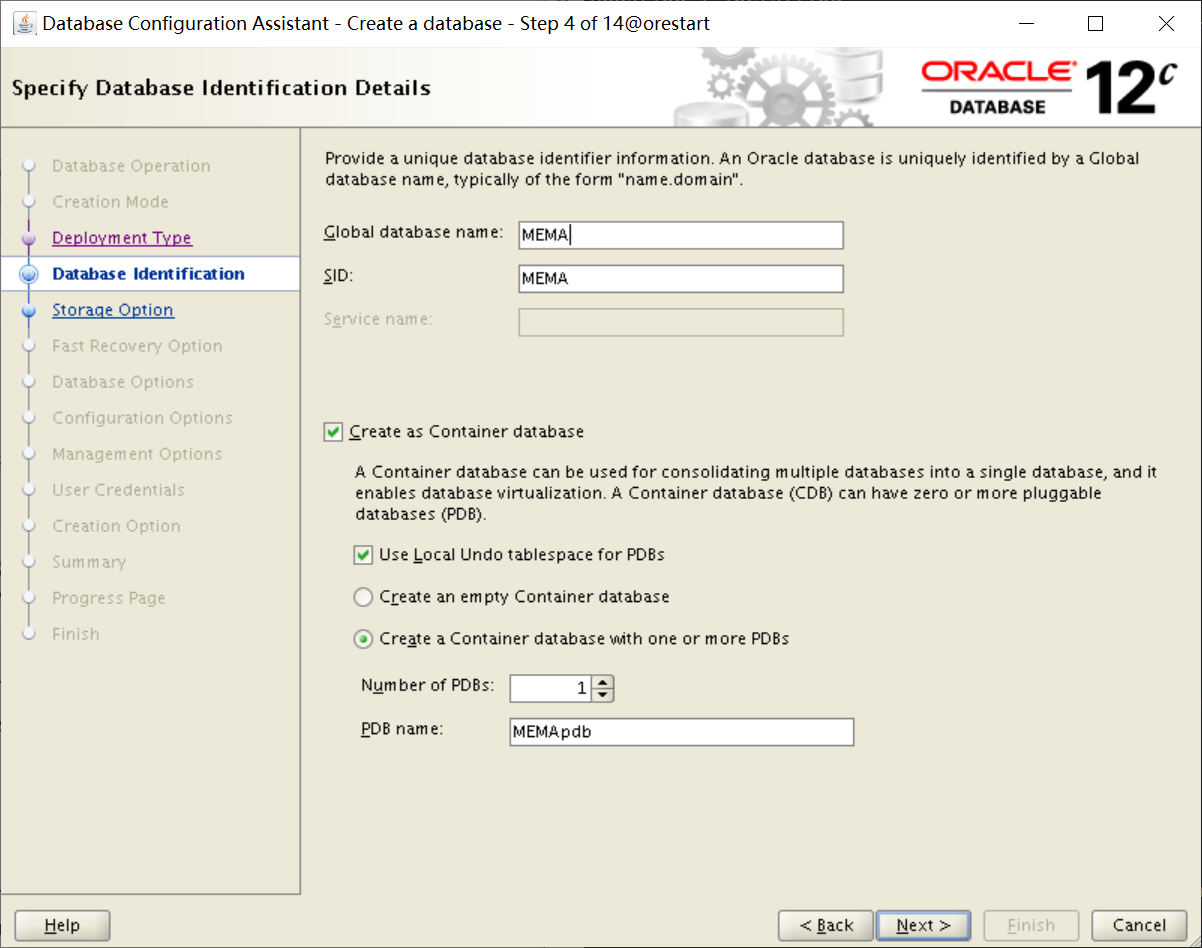 Database Configuration Assistant - Create a database - Step 4 of 14@orestart
Specify Database Identification Details
ORACLE®
DATABASE
12c
Database Operation
Creation Mode
Deployment Type
Database Identification
Storage Option
Fast Recovery Option
Database Options
Configuration Options
Management Options
User Credentials
Creation Option
Summary
Progress Page
Finish
Provide a unique database identifier information. An Oracle database is uniquely identified by a Global
database name, typically of the form "name.domain".
Global database name: MEMA
SID: MEMA
Service name:
Create as Container database
A Container database can be used for consolidating multiple databases into a single database, and it
enables database virtualization. A Container database (CDB) can have zero or more pluggable
databases (PDB).
Use Local Undo tablespace for PDBs
Create an empty Container database
Create a Container database with one or more PDBs
Number of PDBs: 1
PDB name: MEMApdb
Help
< Back
Next >
Finish
Cancel